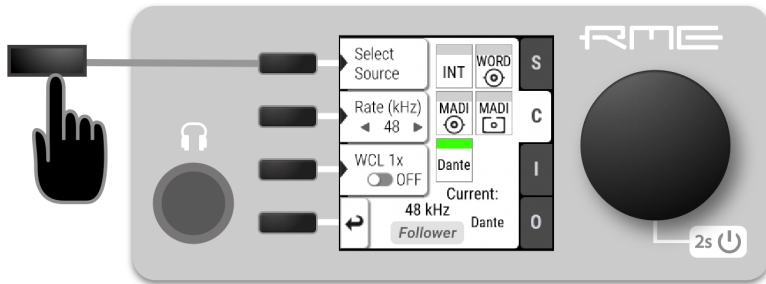 RME
Select
Source
INT
WORD
S
Rate (kHz)
48
MADI
MADI
C
WCL 1x
OFF
Dante
I
Current:
48 kHz
Follower
Dante
O
2s